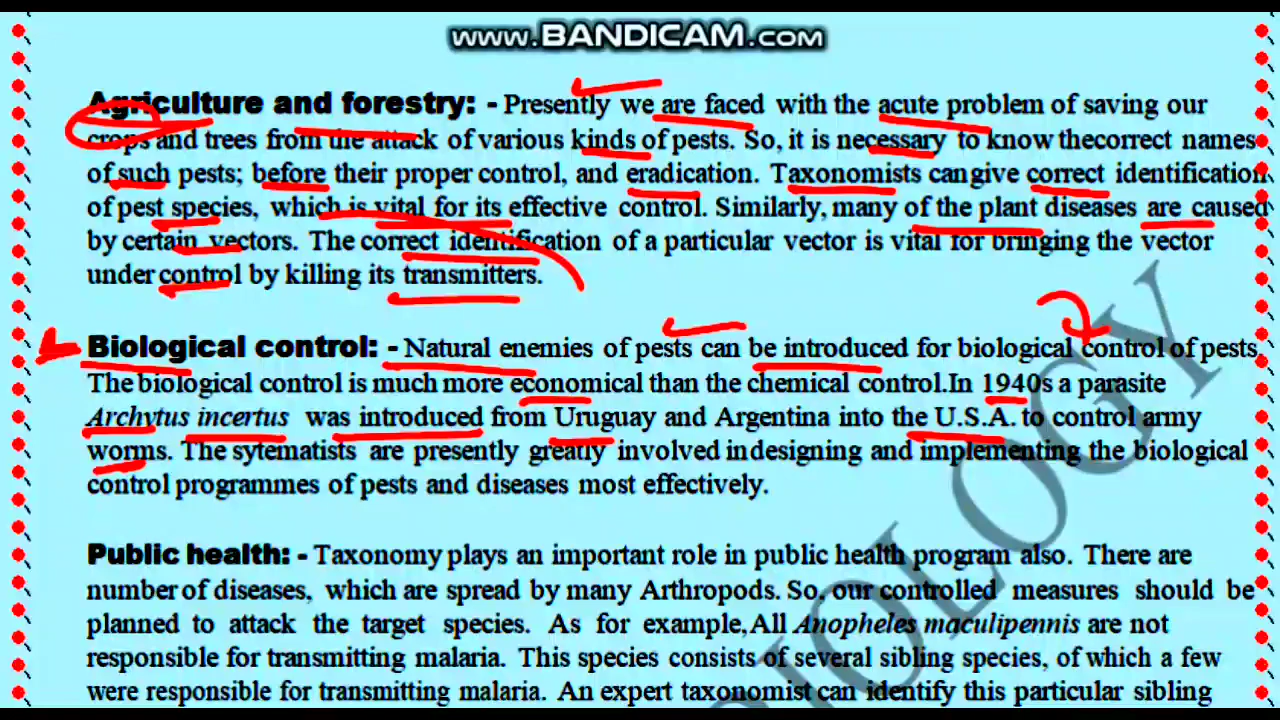 www.BANDICAM.com
Agriculture and forestry: - Presently we are faced with the acute problem of saving our
crops and trees from the attack of various kinds of pests. So, it is necessary to know thecorrect names
of such pests; before their proper control, and eradication. Taxonomists cangive correct identification
of pest species, which is vital for its effective control. Similarly, many of the plant diseases are caused
by certain vectors. The correct identification of a particular vector is vital for bringing the vector
under control by killing its transmitters.
Biological control: - Natural enemies of pests can be introduced for biological control of pests.
The biological control is much more economical than the chemical control.In 1940s a parasite
Archytus incertus was introduced from Uruguay and Argentina into the U.S.A. to control army
worms. The sytematists are presently greatly involved indesigning and implementing the biological
control programmes of pests and diseases most effectively.
Public health: - Taxonomy plays an important role in public health program also. There are
number of diseases, which are spread by many Arthropods. So, our controlled measures should be
planned to attack the target species. As for example,All Anopheles maculipennis are not
responsible for transmitting malaria. This species consists of several sibling species, of which a few
were responsible for transmitting malaria. An expert taxonomist can identify this particular sibling